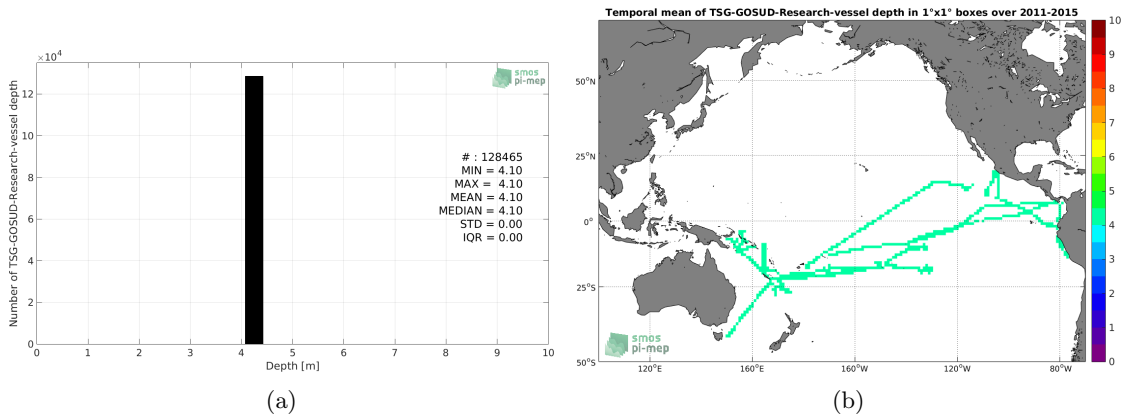 ×10⁴
12
10
8
6
4
2
0
Number of TSG-GOSUD-Research-vessel depth
smos
pi-mep
# : 128465
MIN = 4.10
MAX = 4.10
MEAN = 4.10
MEDIAN = 4.10
STD = 0.00
IQR = 0.00
0 1 2 3 4 5 6 7 8 9 10
Depth [m]
(a)
Temporal mean of TSG-GOSUD-Research-vessel depth in 1°x1° boxes over 2011-2015
50°N
25°N
0°
25°S
50°S
smos
pi-mep
120°E 160°E 160°W 120°W 80°W
10
9
8
7
6
5
4
3
2
1
0
(b)